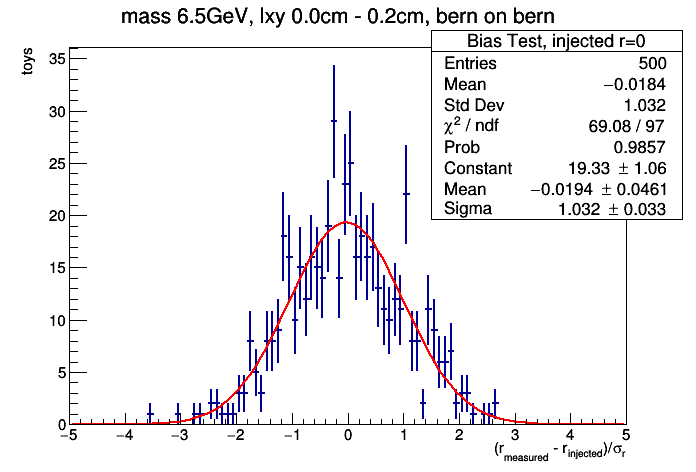 mass 6.5GeV, lxy 0.0cm - 0.2cm, bern on bern
Bias Test, injected r=0
Entries 500
Mean −0.0184
Std Dev 1.032
χ² / ndf 69.08 / 97
Prob 0.9857
Constant 19.33 ± 1.06
Mean −0.0194 ± 0.0461
Sigma 1.032 ± 0.033
toys
35
30
25
20
15
10
5
0
−5 −4 −3 −2 −1 0 1 2 3 4 5
(r_measured - r_injected)/σ_r